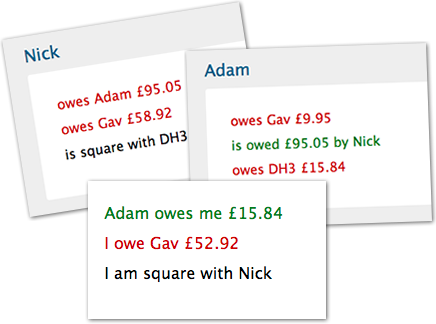 Nick
owes Adam £95.05
owes Gav £58.92
is square with DH3
Adam
owes Gav £9.95
is owed £95.05 by Nick
owes DH3 £15.84
Adam owes me £15.84
I owe Gav £52.92
I am square with Nick